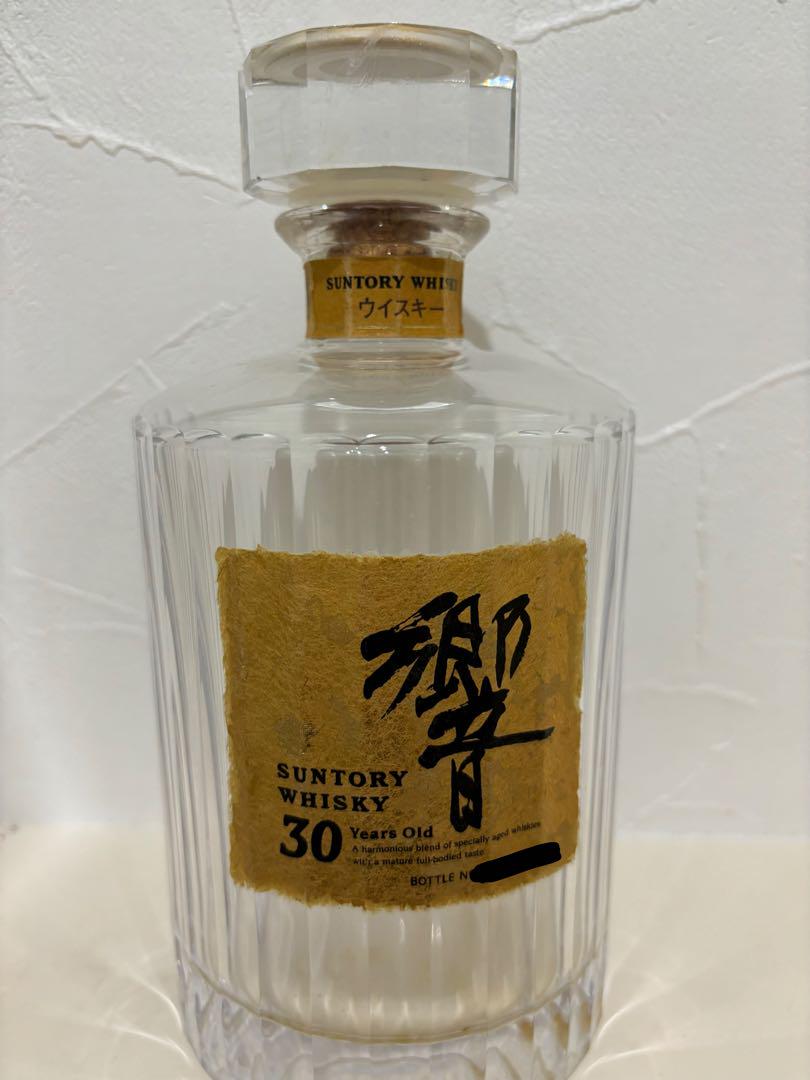 SUNTORY WHISKY
ウイスキー
響
SUNTORY
WHISKY
30 Years Old
A harmonious blend of specially aged whiskies
with a mature full-bodied taste.
BOTTLE N